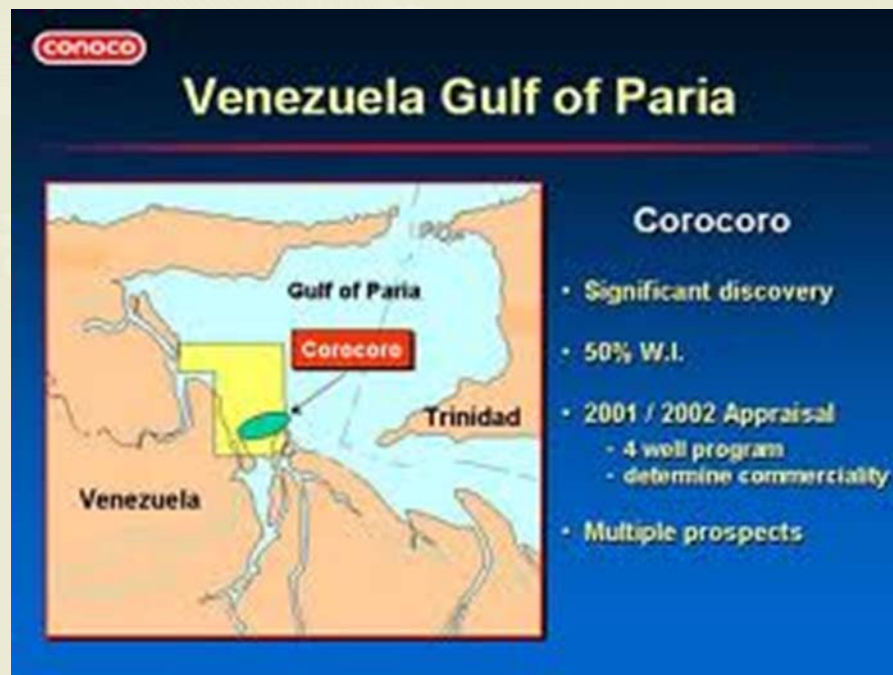 conoco
Venezuela Gulf of Paria
Gulf of Paria
Corocoro
Trinidad
Venezuela
Corocoro
• Significant discovery
• 50% W.I.
• 2001 / 2002 Appraisal
- 4 well program
- determine commerciality
• Multiple prospects